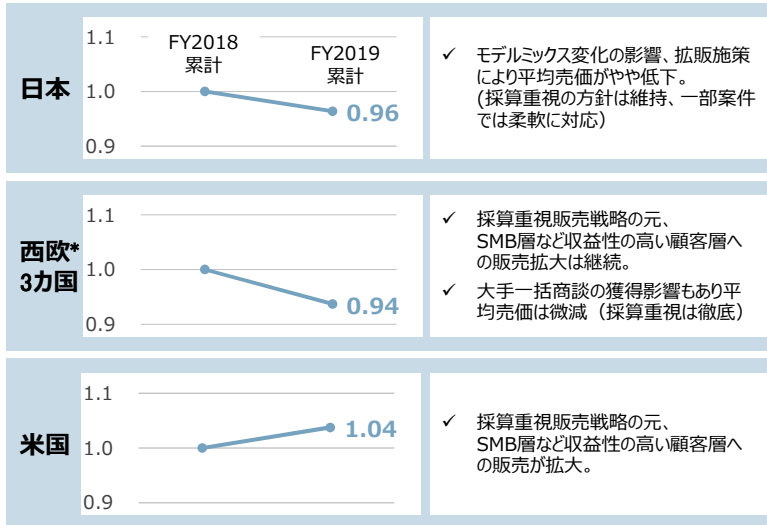 日本
1.1
1.0
0.9
FY2018
累計
FY2019
累計
0.96
✓ モデルミックス変化の影響、拡販施策
により平均売価がやや低下。
(採算重視の方針は維持、一部案件
では柔軟に対応）
西欧*
3カ国
1.1
1.0
0.9
0.94
✓ 採算重視販売戦略の元、
SMB層など収益性の高い顧客層へ
の販売拡大は継続。
✓ 大手一括商談の獲得影響もあり平
均売価は微減（採算重視は徹底）
米国
1.1
1.0
0.9
1.04
✓ 採算重視販売戦略の元、
SMB層など収益性の高い顧客層へ
の販売が拡大。